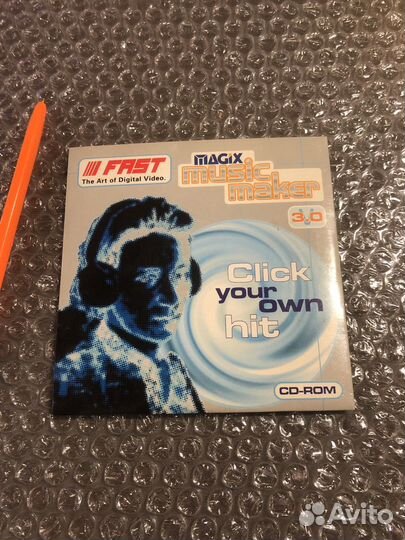 FAST
The Art of Digital Video.
MAGIX
music
maker
3.0
Click
your
own
hit
CD-ROM
Avito